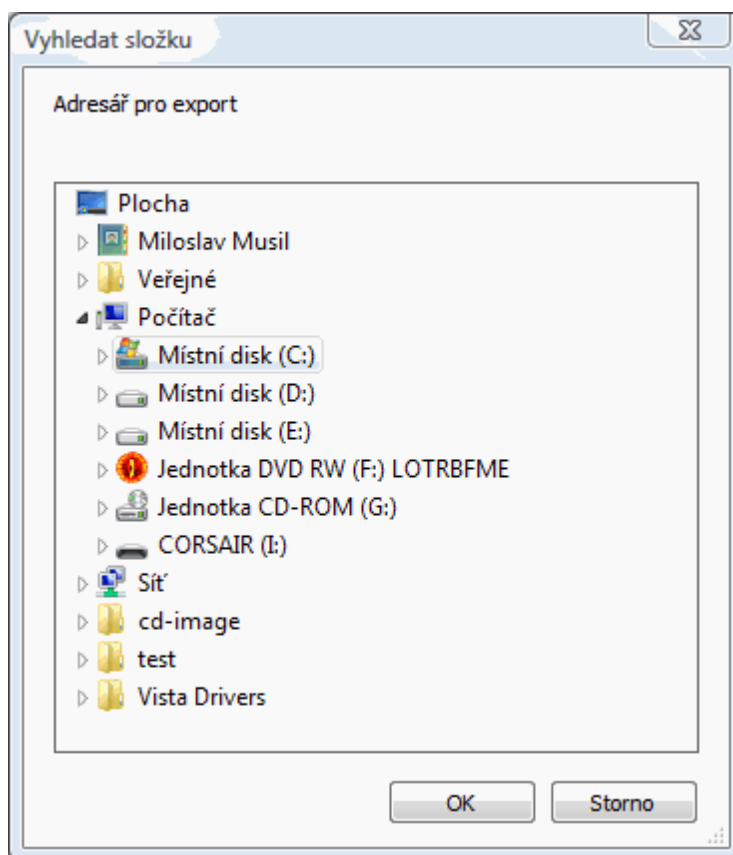 Vyhledat složku
Adresář pro export
Plocha
Miloslav Musil
Veřejné
Počítač
Místní disk (C:)
Místní disk (D:)
Místní disk (E:)
Jednotka DVD RW (F:) LOTRBFME
Jednotka CD-ROM (G:)
CORSAIR (I:)
Síť
cd-image
test
Vista Drivers
OK
Storno